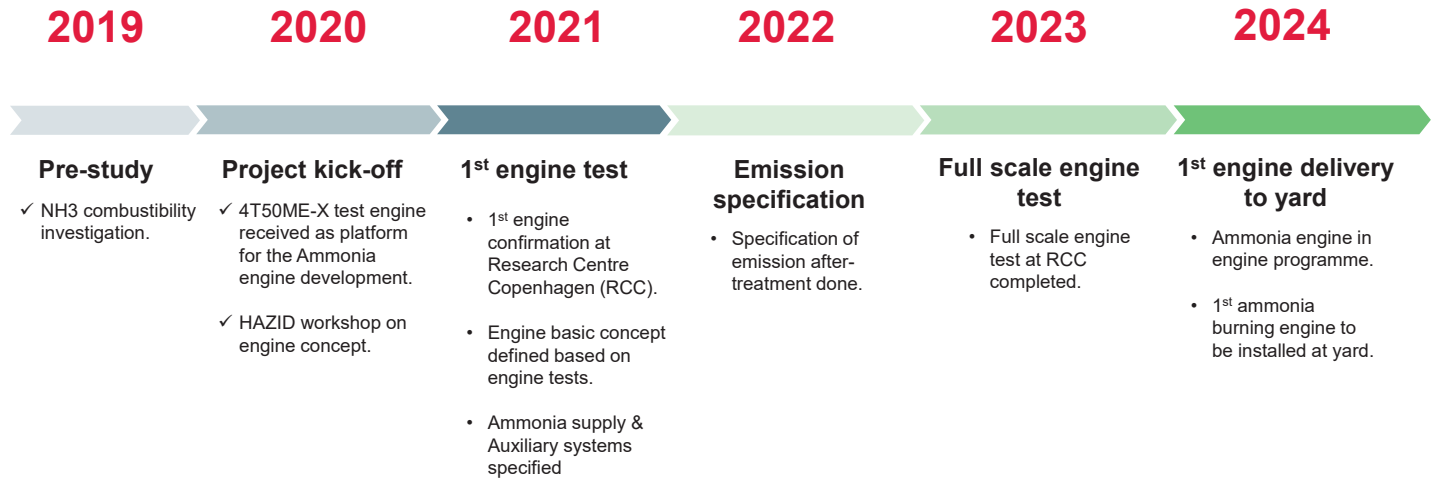 2019
2020
2021
2022
2023
2024
Pre-study
✓ NH3 combustibility
investigation.
Project kick-off
✓ 4T50ME-X test engine
received as platform
for the Ammonia
engine development.
✓ HAZID workshop on
engine concept.
1st engine test
• 1st engine
confirmation at
Research Centre
Copenhagen (RCC).
• Engine basic concept
defined based on
engine tests.
• Ammonia supply &
Auxiliary systems
specified
Emission
specification
• Specification of
emission after-
treatment done.
Full scale engine
test
• Full scale engine
test at RCC
completed.
1st engine delivery
to yard
• Ammonia engine in
engine programme.
• 1st ammonia
burning engine to
be installed at yard.